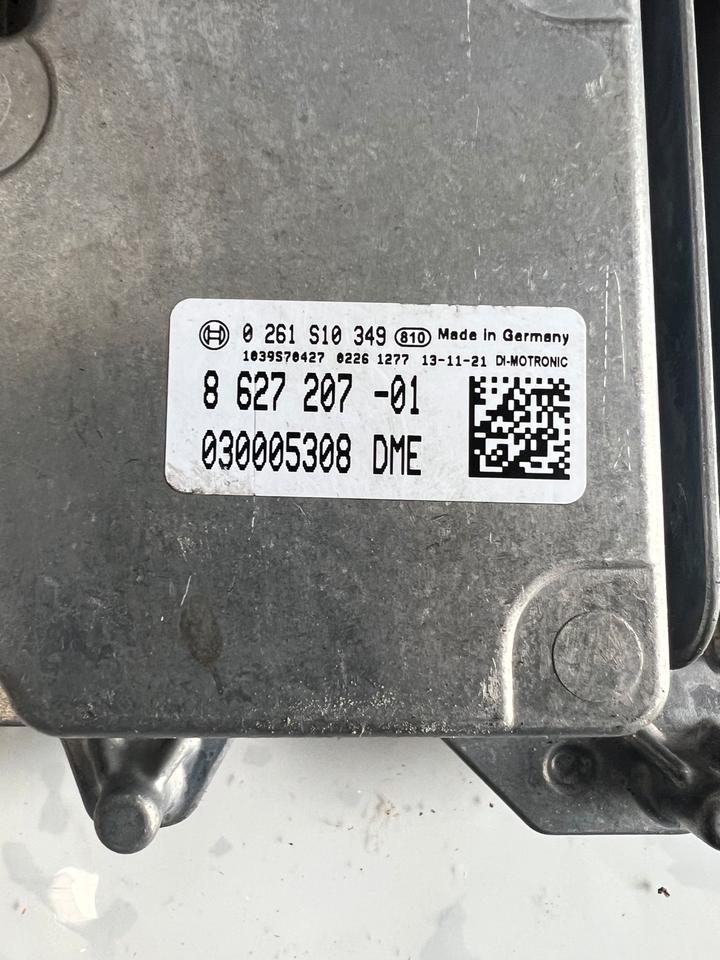 0 261 S10 349 810 Made in Germany
1039S70427 0226 1277 13-11-21 DI-MOTRONIC
8 627 207 -01
030005308 DME